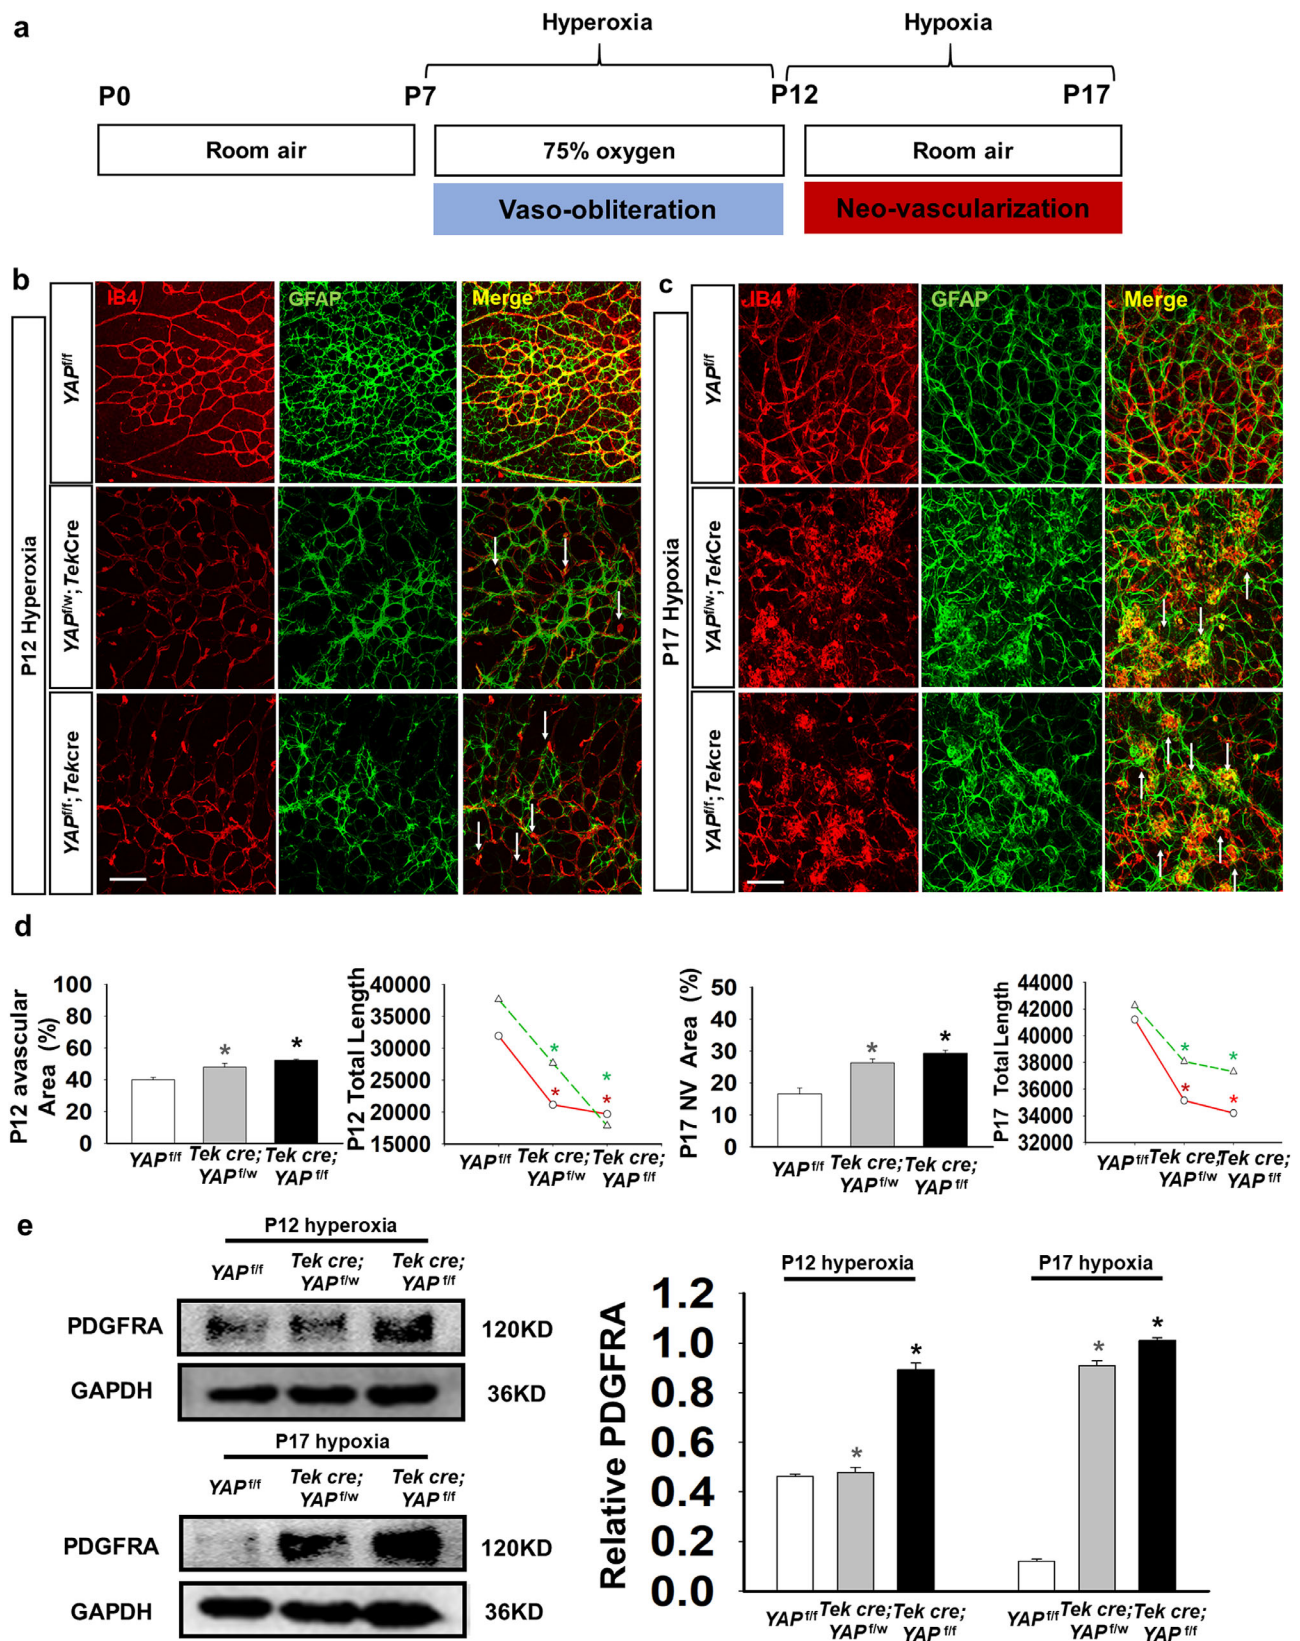 a
Hyperoxia
Hypoxia
P0
P7
P12
P17
Room air
75% oxygen
Room air
Vaso-obliteration
Neo-vascularization
b
P12 Hyperoxia
YAP f/f
YAP f/w; TekCre
YAP f/f; Tekcre
IB4
GFAP
Merge
c
P17 Hypoxia
YAP f/f
YAP f/w; TekCre
YAP f/f; Tekcre
IB4
GFAP
Merge
d
P12 avascular
Area (%)
100
80
60
40
20
0
*
*
YAP f/f
Tek cre;
YAP f/w
Tek cre;
YAP f/f
P12 Total Length
40000
35000
30000
25000
20000
15000
*
*
*
*
YAP f/f
Tek cre;
YAP f/w
Tek cre;
YAP f/f
P17 NV Area (%)
50
40
30
20
10
0
*
*
YAP f/f
Tek cre;
YAP f/w
Tek cre;
YAP f/f
P17 Total Length
44000
42000
40000
38000
36000
34000
32000
*
*
*
*
YAP f/f
Tek cre;
YAP f/w
Tek cre;
YAP f/f
e
P12 hyperoxia
YAP f/f
Tek cre;
YAP f/w
Tek cre;
YAP f/f
PDGFRA
120KD
GAPDH
36KD
P17 hypoxia
YAP f/f
Tek cre;
YAP f/w
Tek cre;
YAP f/f
PDGFRA
120KD
GAPDH
36KD
P12 hyperoxia
P17 hypoxia
Relative PDGFRA
1.2
1.0
0.8
0.6
0.4
0.2
0.0
*
*
*
*
YAP f/f
Tek cre;
YAP f/w
Tek cre;
YAP f/f
YAP f/f
Tek cre;
YAP f/w
Tek cre;
YAP f/f